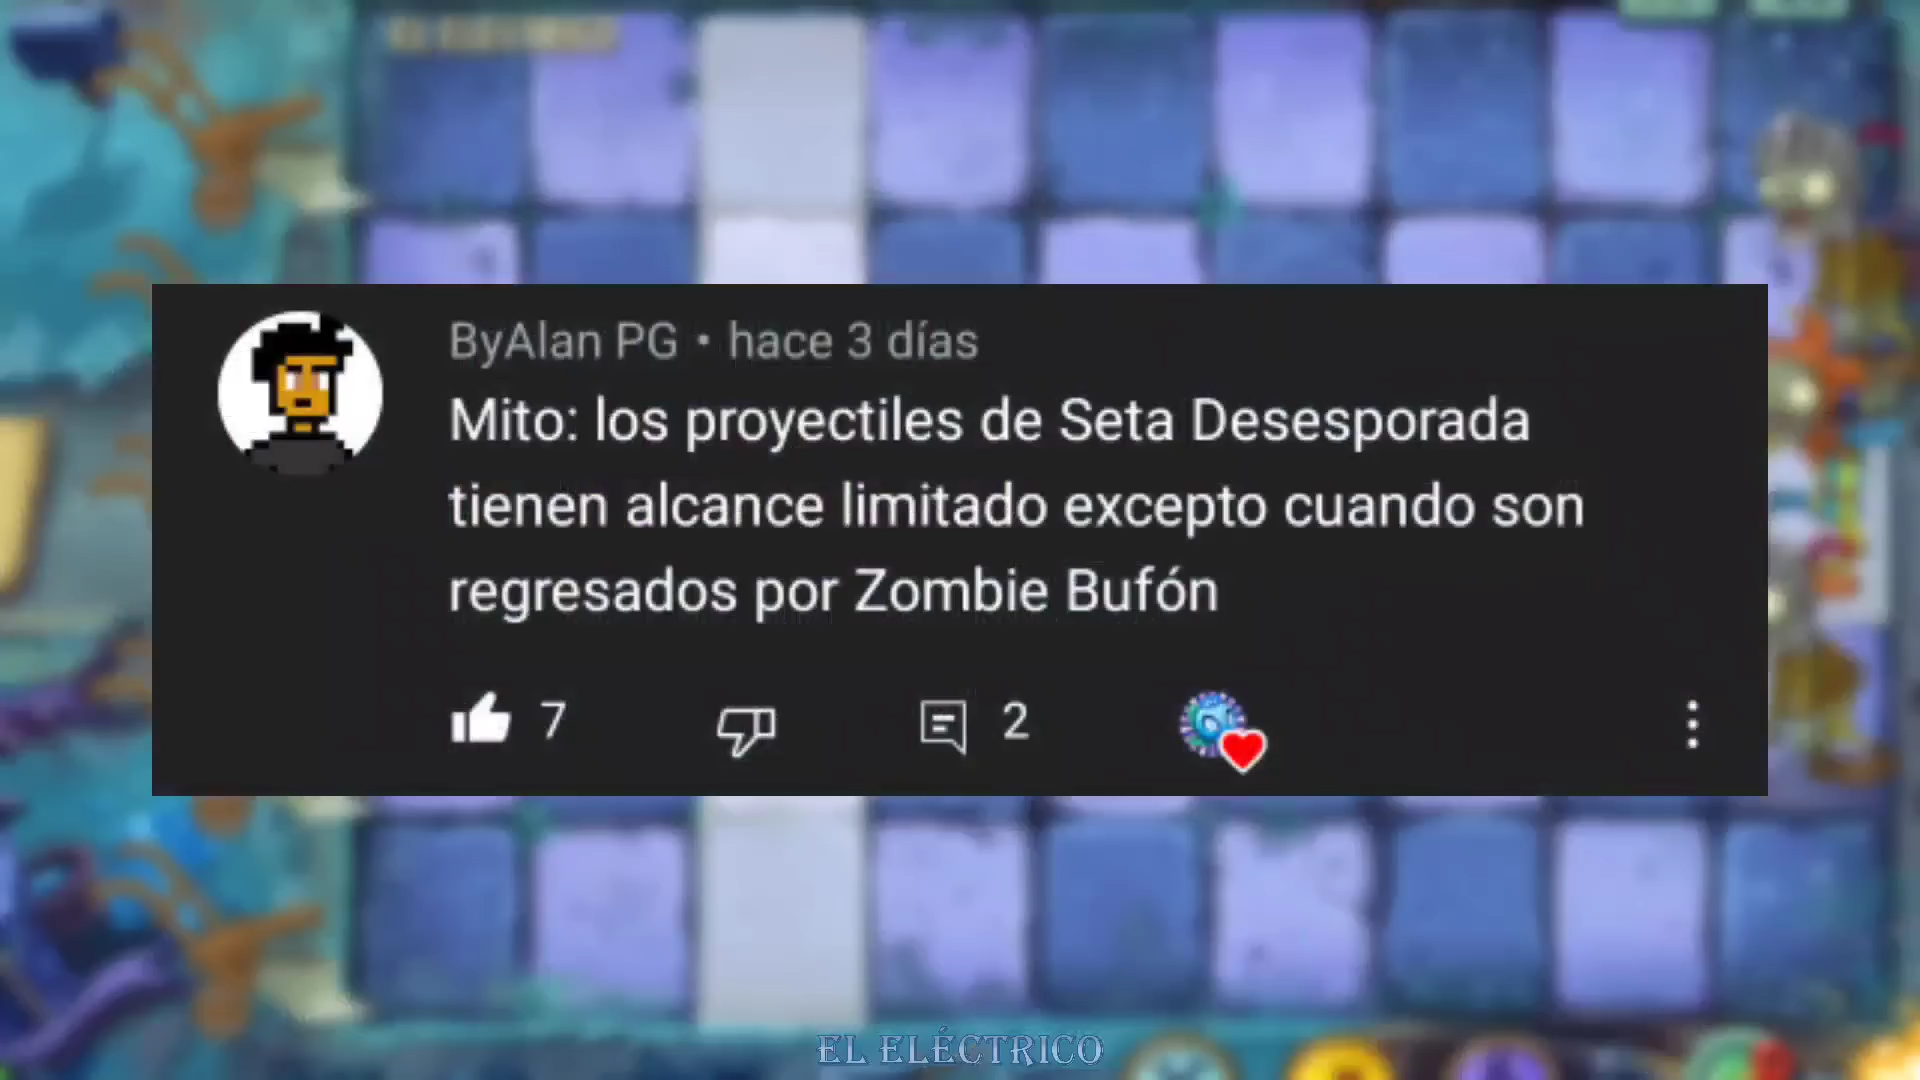 ByAlan PG • hace 3 días
Mito: los proyectiles de Seta Desesporada
tienen alcance limitado excepto cuando son
regresados por Zombie Bufón
7
2
EL ELÉCTRICO